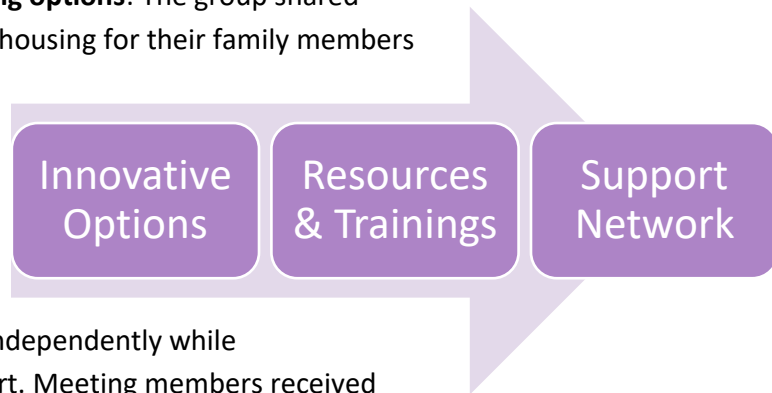 ng options. The group shared
housing for their family members
Innovative
Options
Resources
& Trainings
Support
Network
ndependently while
rt. Meeting members received